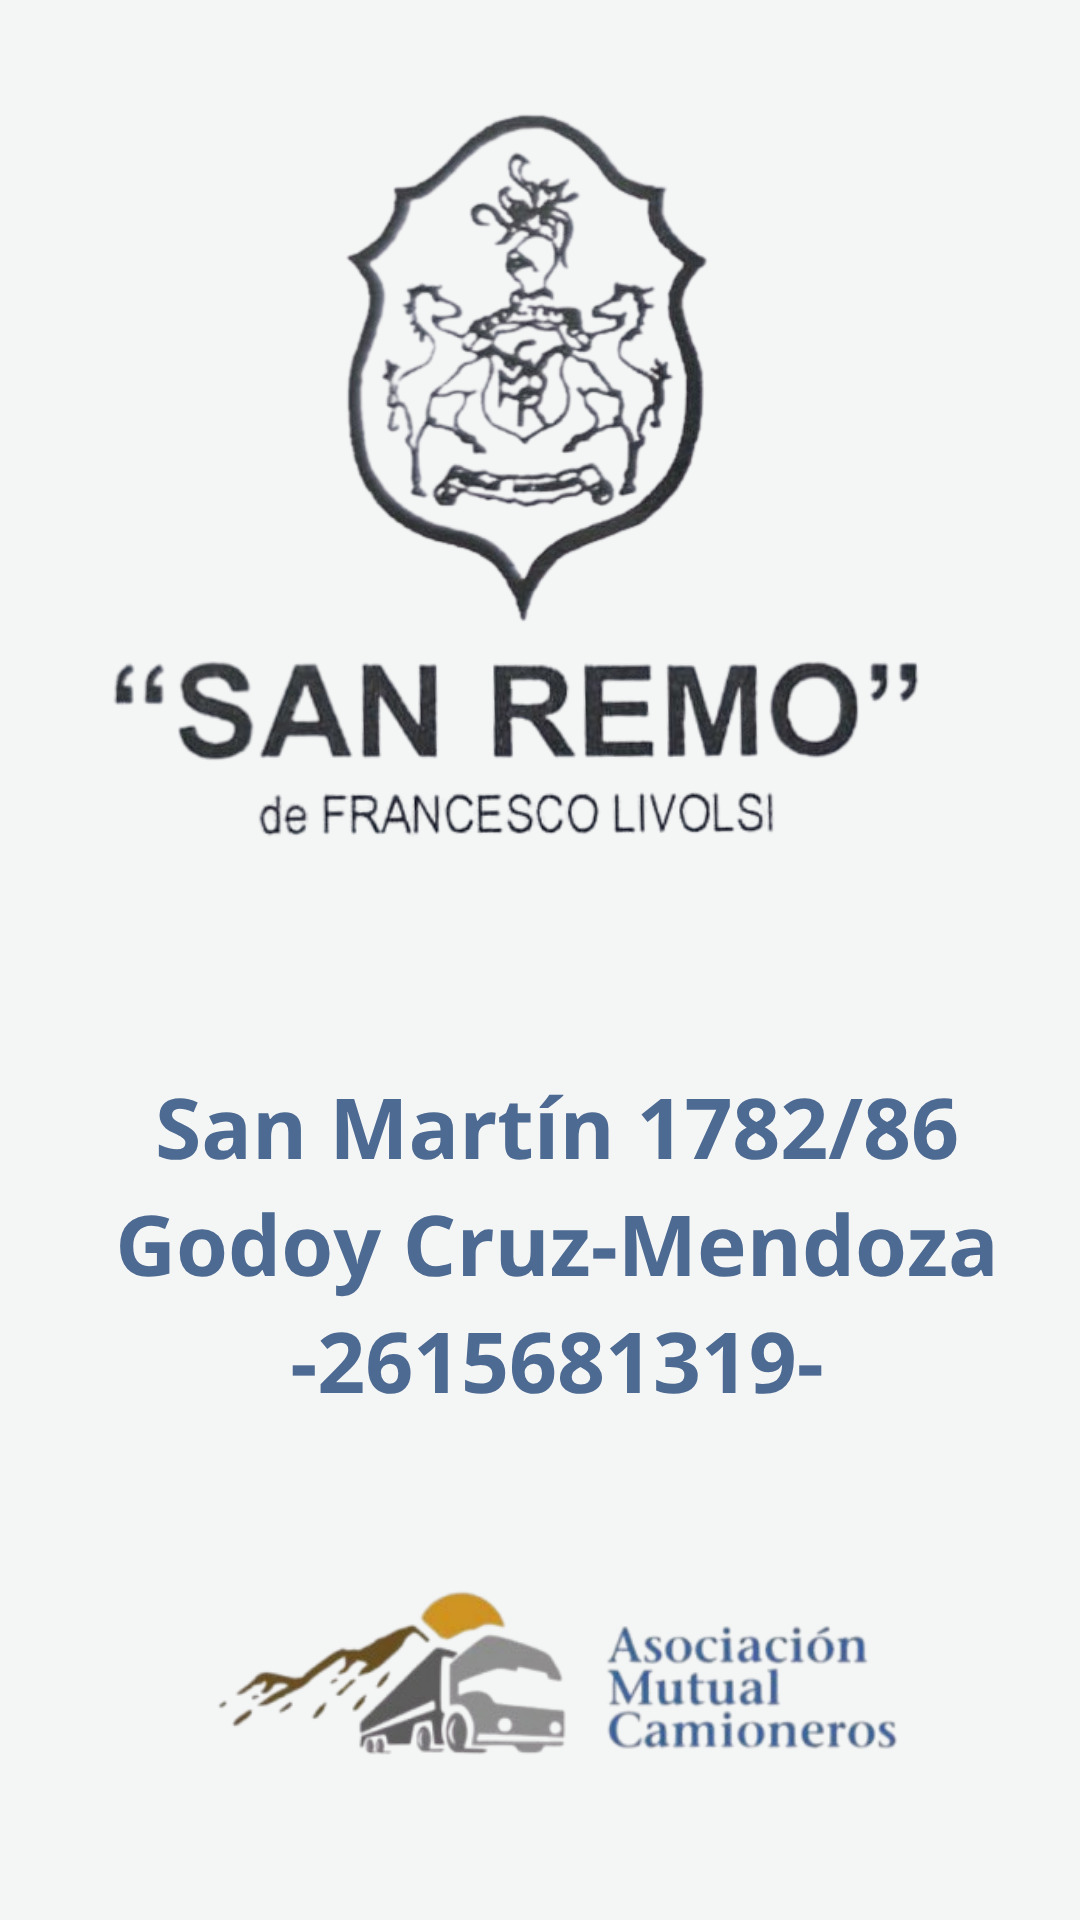 “SAN REMO”
de FRANCESCO LIVOLSI
San Martín 1782/86
Godoy Cruz-Mendoza
-2615681319-
Asociación
Mutual
Camioneros